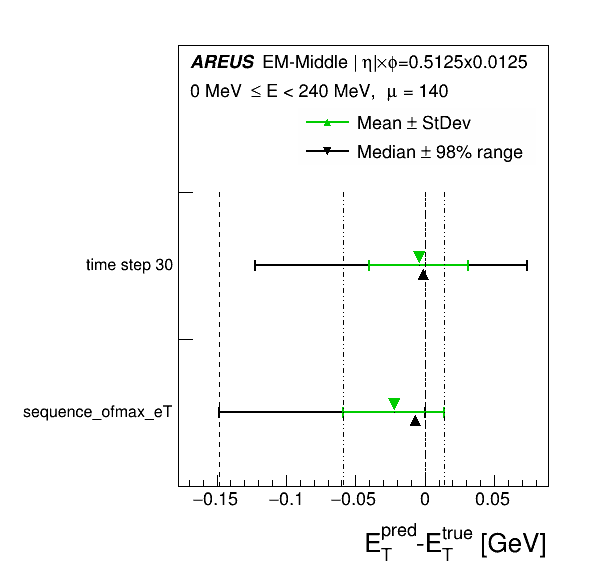 AREUS EM-Middle | η|×ϕ=0.5125x0.0125
0 MeV ≤ E < 240 MeV, μ = 140
Mean ± StDev
Median ± 98% range
time step 30
sequence_ofmax_eT
−0.15 −0.1 −0.05 0 0.05
E_T^pred-E_T^true [GeV]